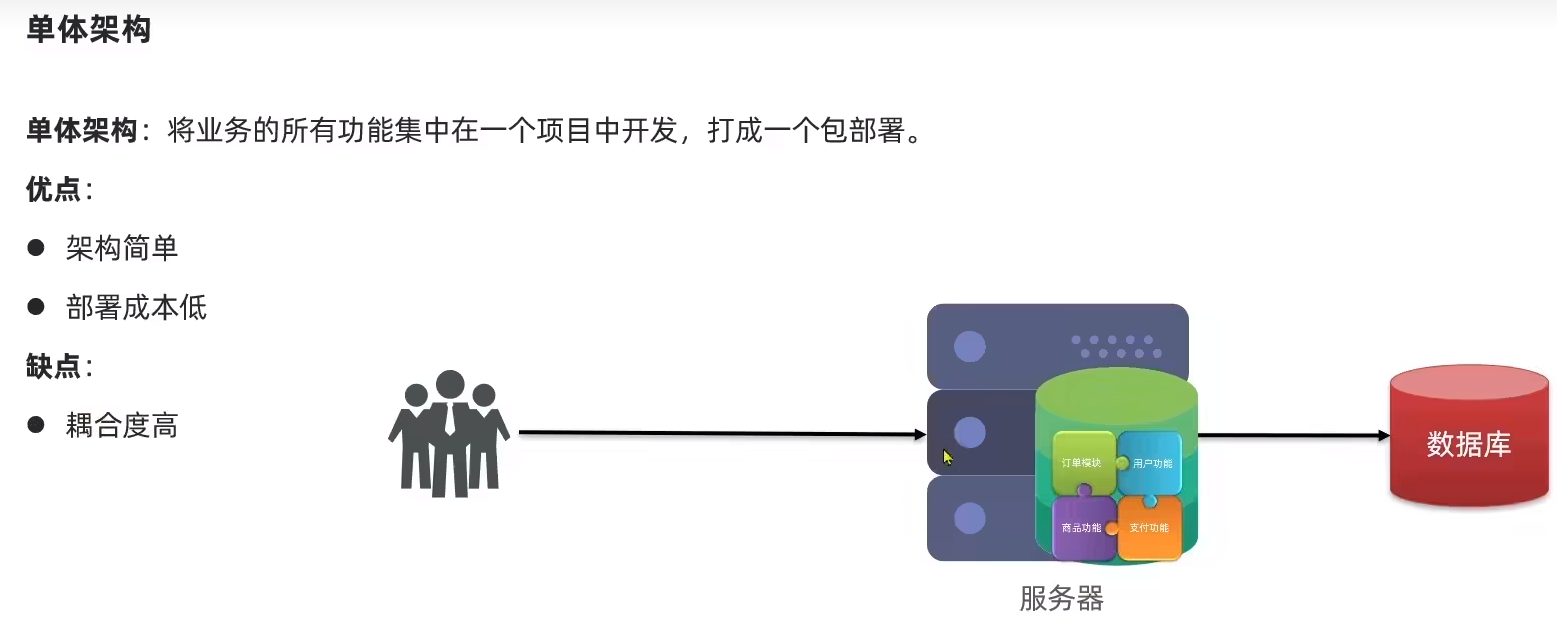 单体架构
单体架构：将业务的所有功能集中在一个项目中开发，打成一个包部署。
优点：
● 架构简单
● 部署成本低
缺点：
● 耦合度高
订单模块
用户功能
商品功能
支付功能
数据库
服务器